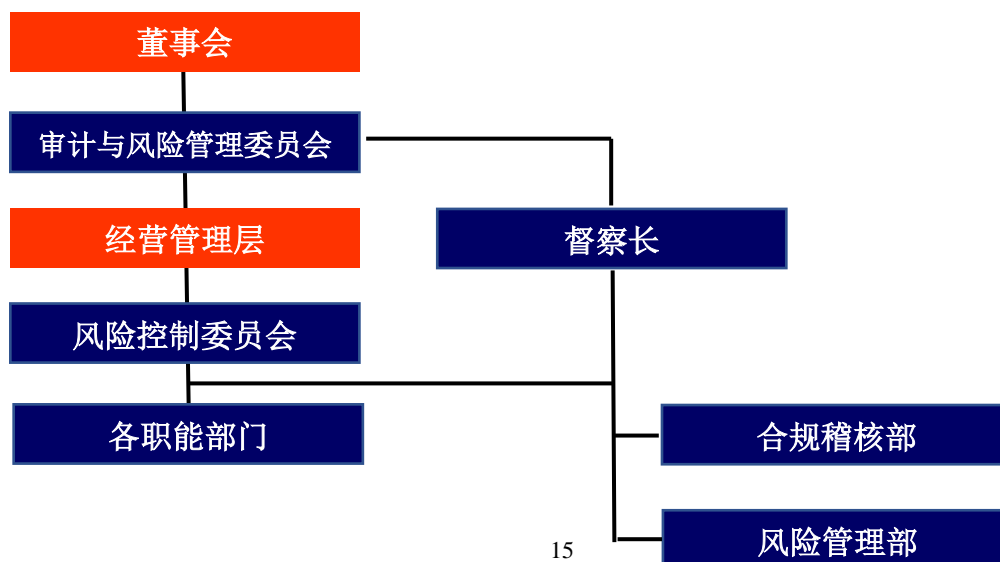 董事会
审计与风险管理委员会
经营管理层
督察长
风险控制委员会
各职能部门
合规稽核部
风险管理部
15